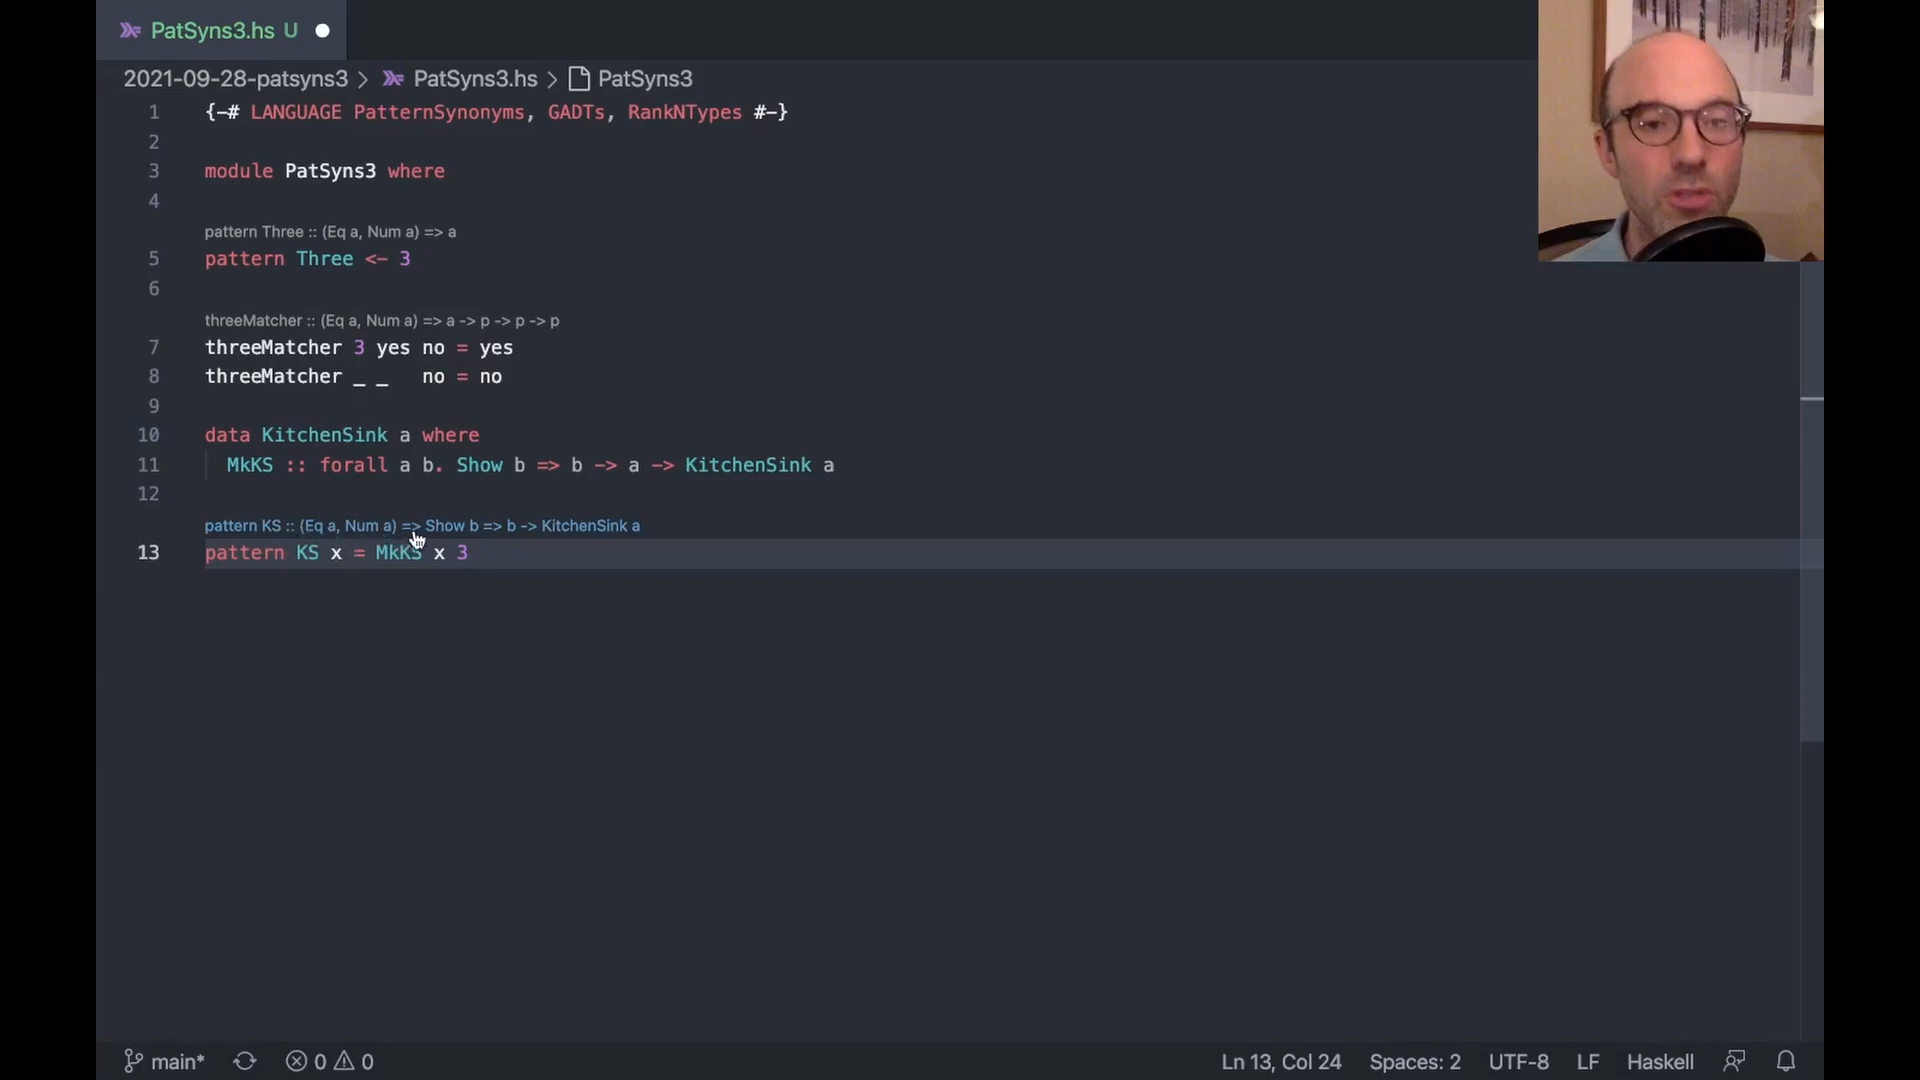 PatSyns3.hs U
2021-09-28-patsyns3 > PatSyns3.hs > PatSyns3
1 {-# LANGUAGE PatternSynonyms, GADTs, RankNTypes #-}
2
3 module PatSyns3 where
4
pattern Three :: (Eq a, Num a) => a
5 pattern Three <- 3
6
threeMatcher :: (Eq a, Num a) => a -> p -> p -> p
7 threeMatcher 3 yes no = yes
8 threeMatcher _ _   no = no
9
10 data KitchenSink a where
11   MkKS :: forall a b. Show b => b -> a -> KitchenSink a
12
pattern KS :: (Eq a, Num a) => Show b => b -> KitchenSink a
13 pattern KS x = MkKS x 3
main* 0 0 Ln 13, Col 24 Spaces: 2 UTF-8 LF Haskell